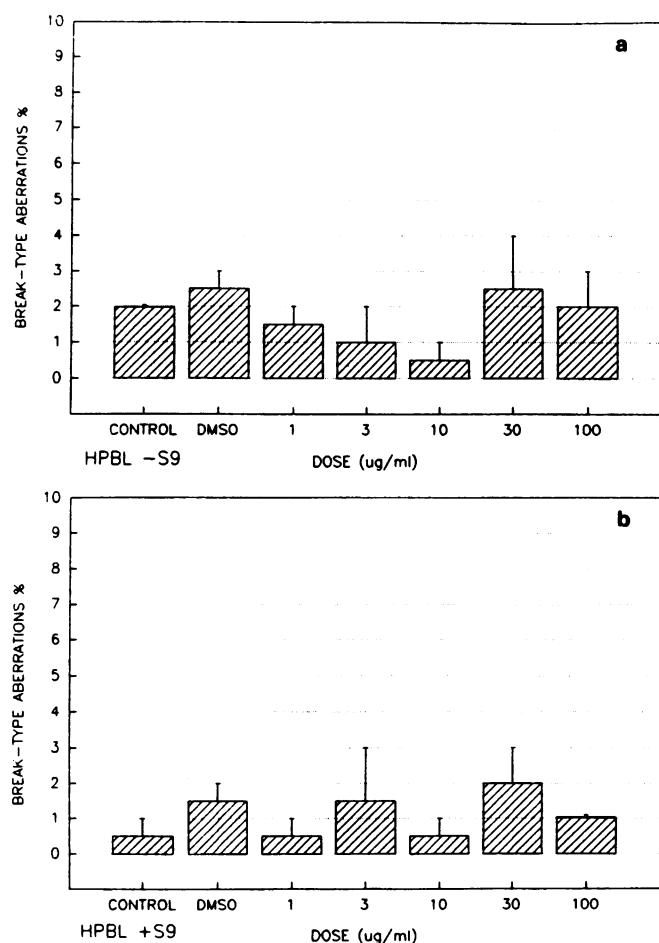 a
10
9
8
7
6
5
4
3
2
1
0
BREAK-TYPE ABERRATIONS %
CONTROL DMSO 1 3 10 30 100
HPBL -S9 DOSE (ug/ml)
b
10
9
8
7
6
5
4
3
2
1
0
BREAK-TYPE ABERRATIONS %
CONTROL DMSO 1 3 10 30 100
HPBL +S9 DOSE (ug/ml)